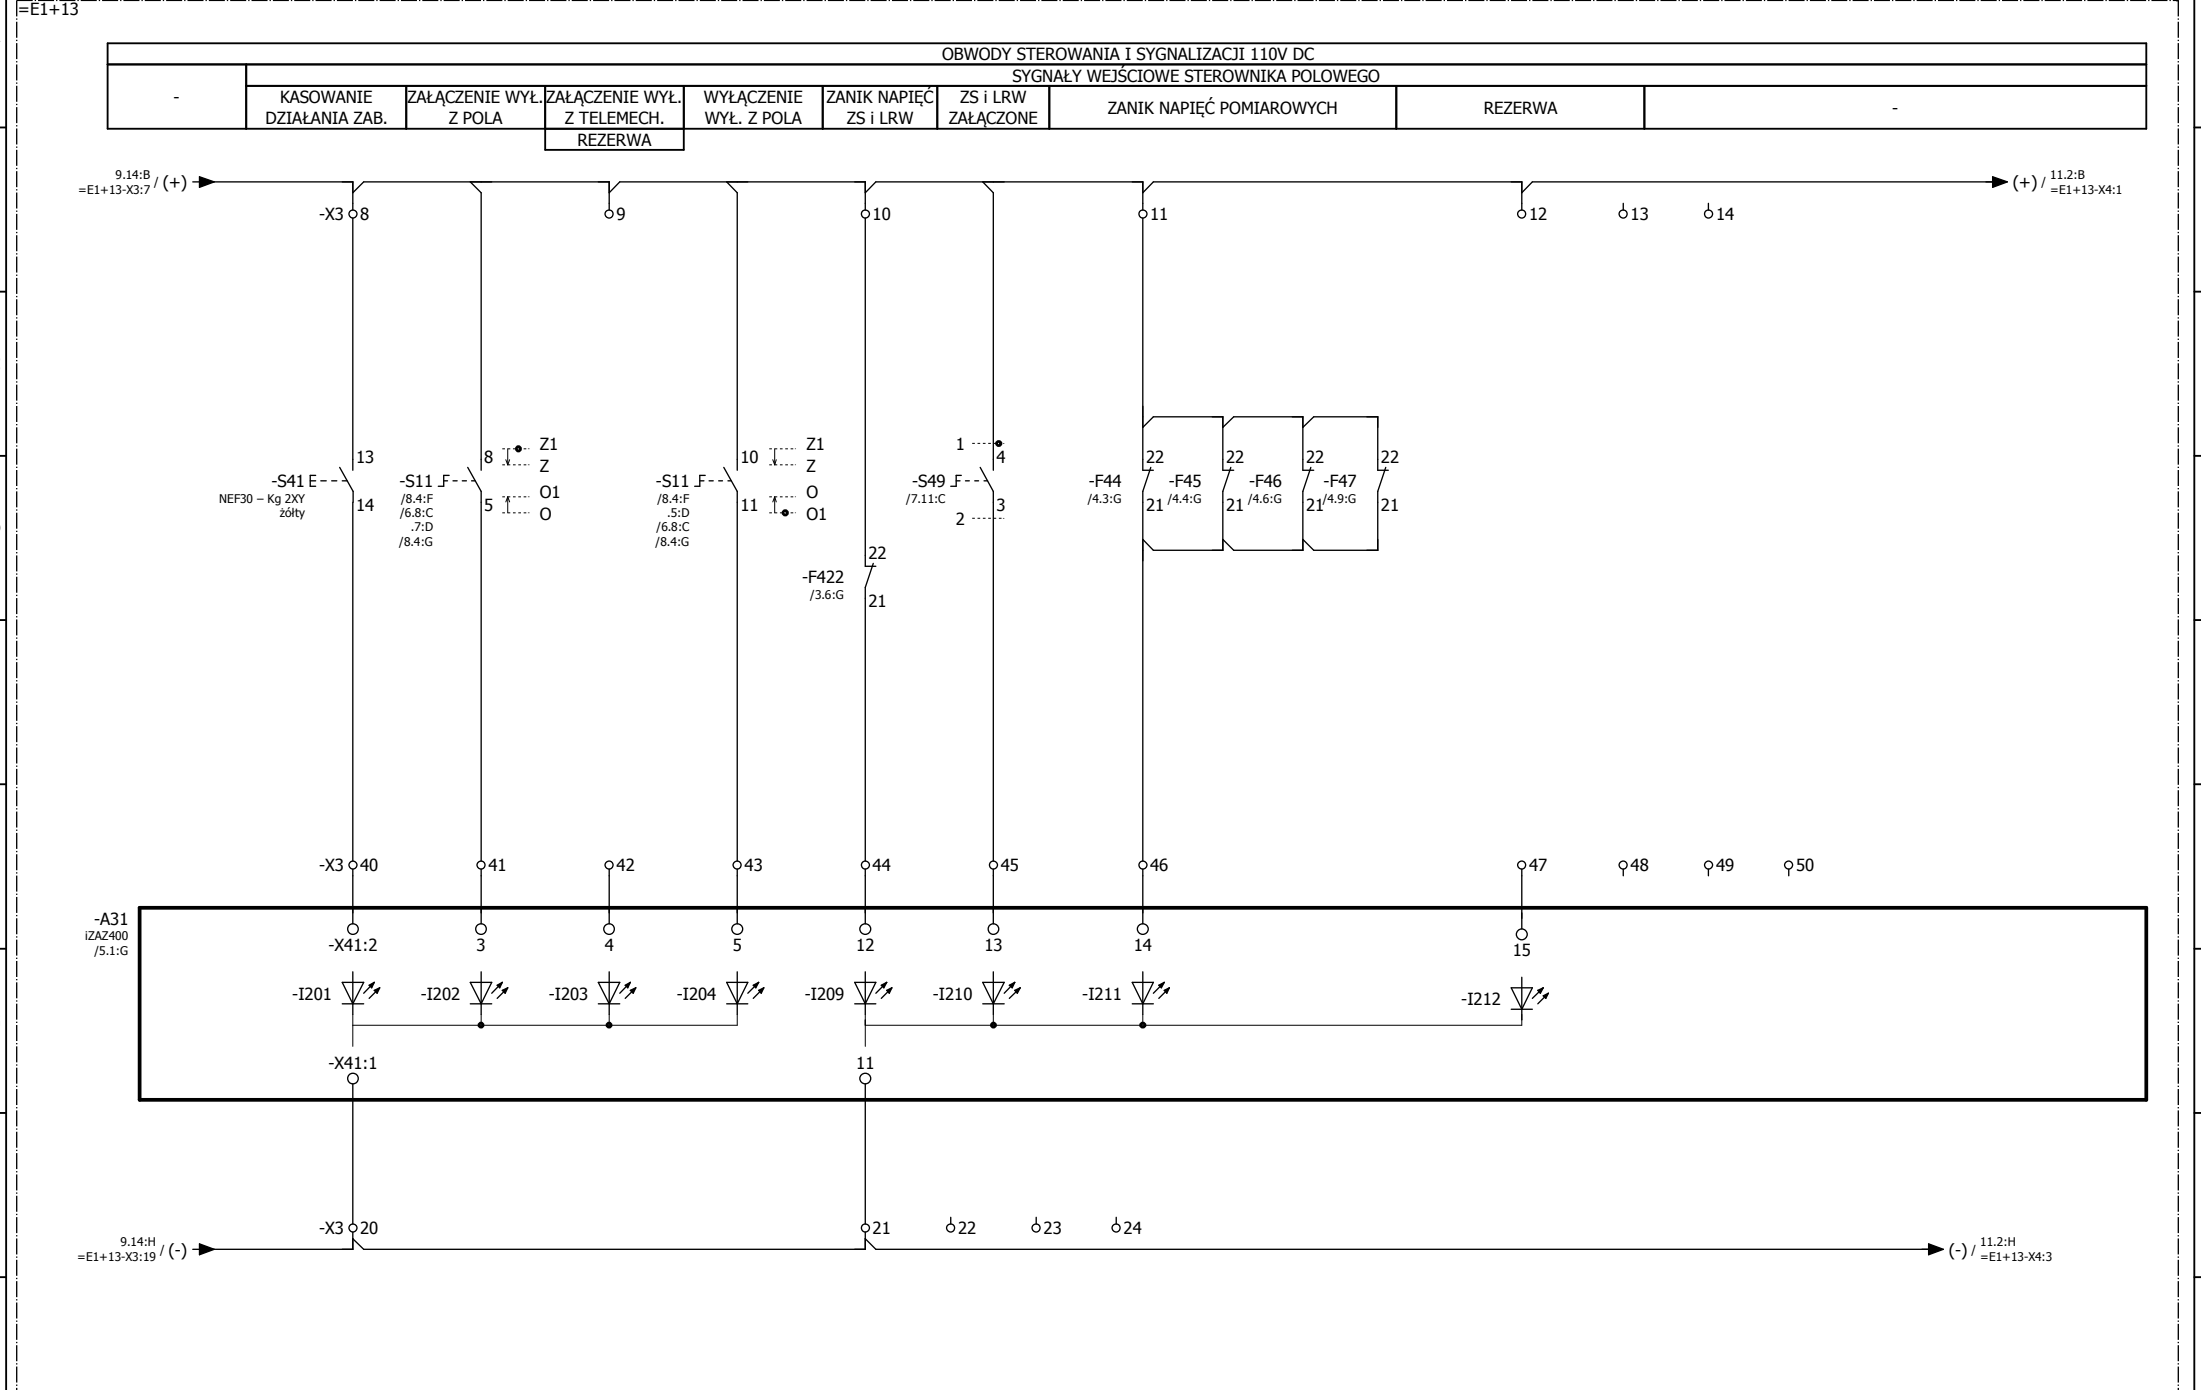 =E1+13
OBWODY STEROWANIA I SYGNALIZACJI 110V DC
SYGNAŁY WEJŚCIOWE STEROWNIKA POLOWEGO
-
KASOWANIE
DZIAŁANIA ZAB.
ZAŁĄCZENIE WYŁ.
Z POLA
ZAŁĄCZENIE WYŁ.
Z TELEMECH.
REZERWA
WYŁĄCZENIE
WYŁ. Z POLA
ZANIK NAPIĘĆ
ZS i LRW
ZS i LRW
ZAŁĄCZONE
ZANIK NAPIĘĆ POMIAROWYCH
REZERWA
-
9.14:B
=E1+13-X3:7
/ (+)
(+) /
11.2:B
=E1+13-X4:1
-X3 8
9
10
11
12
13
14
13
-S41
14
NEF30 – Kg 2XY
żółty
8
-S11
5
/8.4:F
/6.8:C
.7:D
/8.4:G
Z1
Z
O1
O
10
-S11
11
/8.4:F
.5:D
/6.8:C
/8.4:G
Z1
Z
O
O1
22
-F422
/3.6:G
21
1
4
-S49
/7.11:C
3
2
22
-F44
/4.3:G
21
22
-F45
/4.4:G
21
22
-F46
/4.6:G
21
22
-F47
/4.9:G
21
-X3 40
41
42
43
44
45
46
47
48
49
50
-A31
iZAZ400
/5.1:G
-X41:2
3
4
5
12
13
14
15
-I201
-I202
-I203
-I204
-I209
-I210
-I211
-I212
-X41:1
11
-X3 20
21
22
23
24
9.14:H
=E1+13-X3:19
/ (-)
(-) /
11.2:H
=E1+13-X4:3